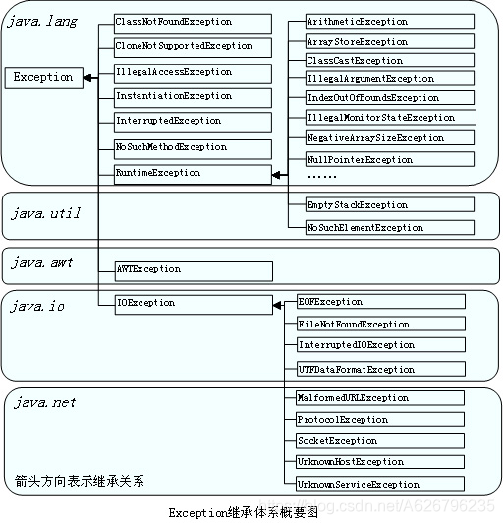 java.lang
Exception
ClassNotFoundException
CloneNotSupportedException
IllegalAccessException
InstantiationException
InterruptedException
NoSuchMethodException
RuntimeException
ArithmeticException
ArrayStoreException
ClassCastException
IllegalArgumentException
IndexOutOfFoundsException
IllegalMonitorStateException
NegativeArraySizeException
NullPointerException
......
java.util
EmptyStackException
NoSuchElementException
java.awt
AWTException
java.io
IOException
EOFException
FileNotFoundException
InterruptedIOException
UTFDataFormatException
java.net
MalformedURLException
ProtocolException
SocketException
UnknownHostException
UnknownServiceException
箭头方向表示继承关系
Exception继承体系概要图
https://blog.csdn.net/A626796235